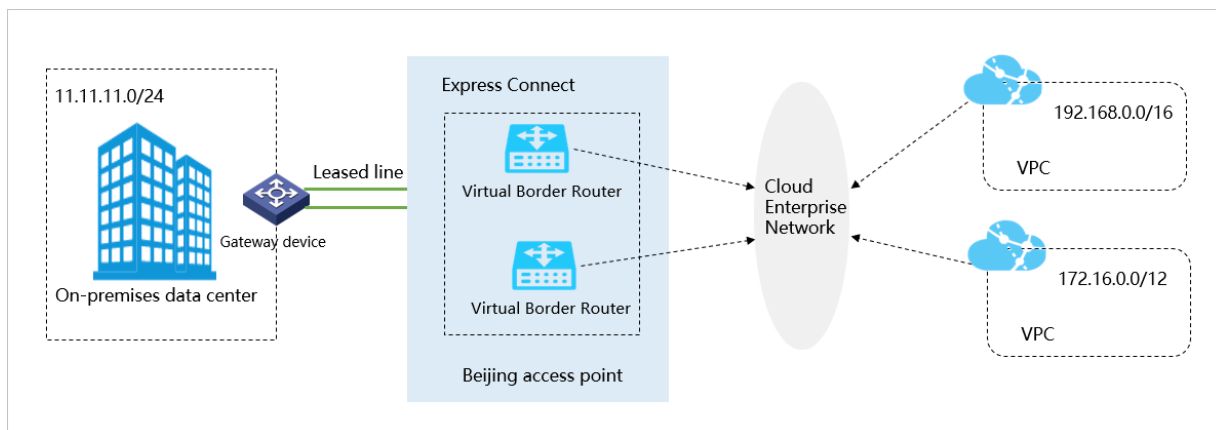 11.11.11.0/24
On-premises data center
Gateway device
Leased line
Express Connect
Virtual Border Router
Virtual Border Router
Beijing access point
Cloud
Enterprise
Network
192.168.0.0/16
VPC
172.16.0.0/12
VPC